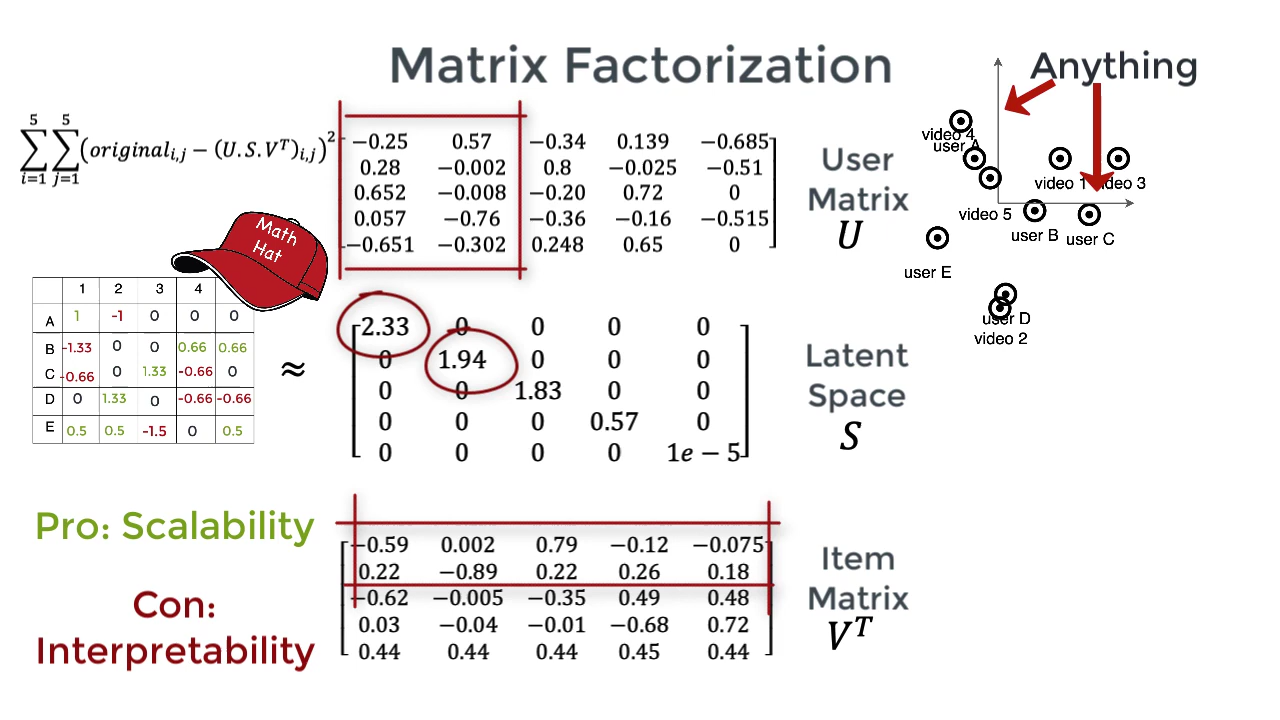 Matrix Factorization
Anything
5 5
∑ ∑ (original_{i,j} − (U.S.V^T)_{i,j})^2
i=1 j=1
−0.25 0.57 −0.34 0.139 −0.685
0.28 −0.002 0.8 −0.025 −0.51
0.652 −0.008 −0.20 0.72 0
0.057 −0.76 −0.36 −0.16 −0.515
−0.651 −0.302 0.248 0.65 0
User
Matrix
U
video 4
user A
video 1
video 3
video 5
user B
user C
user E
user D
video 2
Math
Hat
1 2 3 4
A 1 -1 0 0 0
B -1.33 0 0 0.66 0.66
C -0.66 0 1.33 -0.66 0
D 0 1.33 0 -0.66 -0.66
E 0.5 0.5 -1.5 0 0.5
≈
2.33 0 0 0 0
0 1.94 0 0 0
0 0 1.83 0 0
0 0 0 0.57 0
0 0 0 0 1e − 5
Latent
Space
S
Pro: Scalability
Con:
Interpretability
−0.59 0.002 0.79 −0.12 −0.075
0.22 −0.89 0.22 0.26 0.18
−0.62 −0.005 −0.35 0.49 0.48
0.03 −0.04 −0.01 −0.68 0.72
0.44 0.44 0.44 0.45 0.44
Item
Matrix
V^T